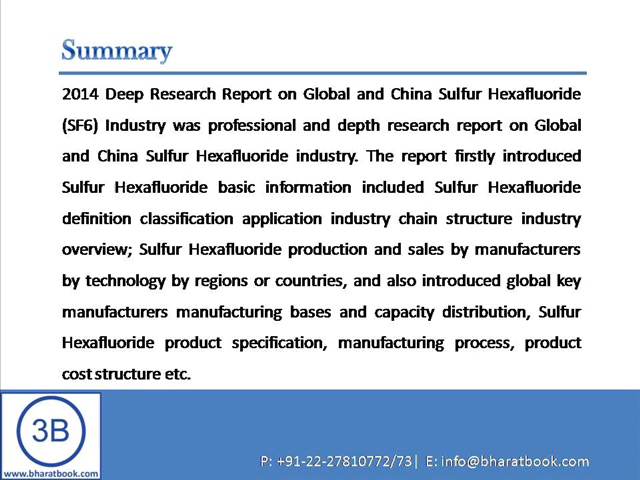 Summary
2014 Deep Research Report on Global and China Sulfur Hexafluoride
(SF6) Industry was professional and depth research report on Global
and China Sulfur Hexafluoride industry. The report firstly introduced
Sulfur Hexafluoride basic information included Sulfur Hexafluoride
definition classification application industry chain structure industry
overview; Sulfur Hexafluoride production and sales by manufacturers
by technology by regions or countries, and also introduced global key
manufacturers manufacturing bases and capacity distribution, Sulfur
Hexafluoride product specification, manufacturing process, product
cost structure etc.
3B
www.bharatbook.com
P: +91-22-27810772/73| E: info@bharatbook.com